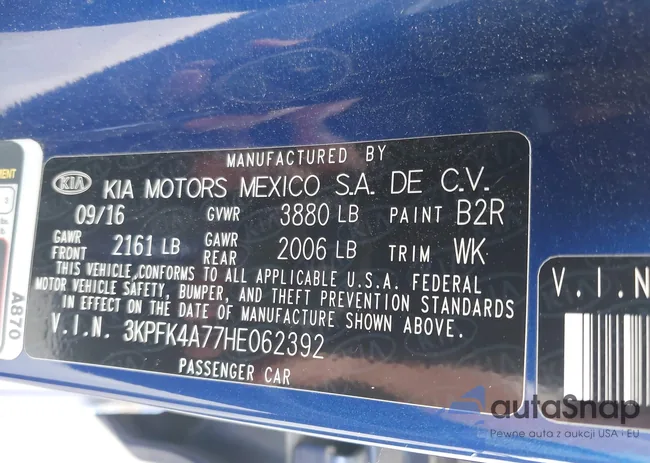 MANUFACTURED BY
KIA KIA MOTORS MEXICO S.A. DE C.V.
09/16 GVWR 3880 LB PAINT B2R
GAWR FRONT 2161 LB GAWR REAR 2006 LB TRIM WK
THIS VEHICLE CONFORMS TO ALL APPLICABLE U.S.A. FEDERAL
MOTOR VEHICLE SAFETY, BUMPER, AND THEFT PREVENTION STANDARDS
IN EFFECT ON THE DATE OF MANUFACTURE SHOWN ABOVE.
V.I.N. 3KPFK4A77HE062392
PASSENGER CAR
A870
V.I.N
autaSnap
Pewne auta z aukcji USA i EU